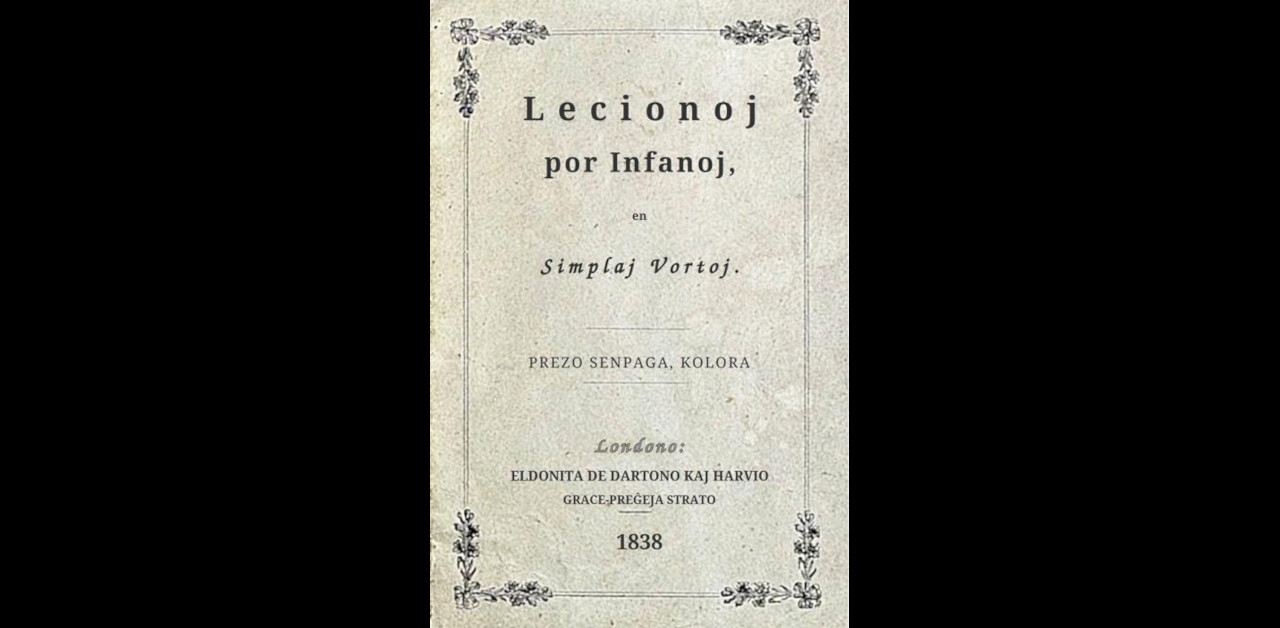 Lecionoj
por Infanoj,
en
Simplaj Vortoj.
PREZO SENPAGA, KOLORA
Londono:
ELDONITA DE DARTONO KAJ HARVIO
GRACE-PREĜEJA STRATO
1838